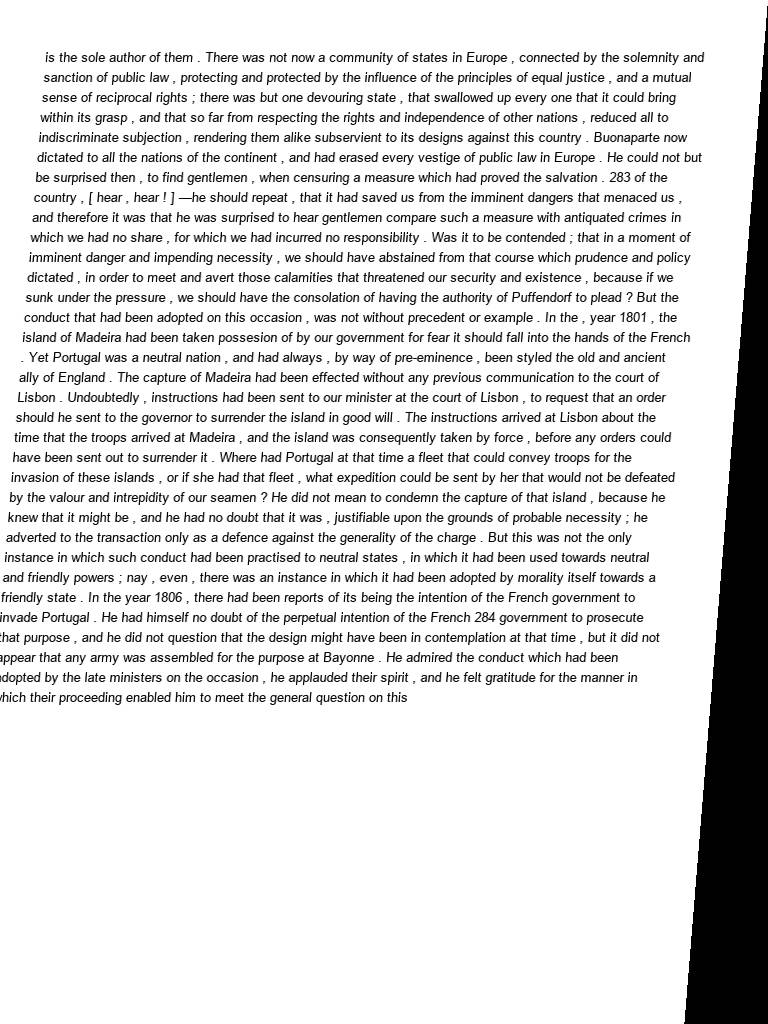 is the sole author of them . There was not now a community of states in Europe , connected by the solemnity and
sanction of public law , protecting and protected by the influence of the principles of equal justice , and a mutual
sense of reciprocal rights ; there was but one devouring state , that swallowed up every one that it could bring
within its grasp , and that so far from respecting the rights and independence of other nations , reduced all to
indiscriminate subjection , rendering them alike subservient to its designs against this country . Buonaparte now
dictated to all the nations of the continent , and had erased every vestige of public law in Europe . He could not but
be surprised then , to find gentlemen , when censuring a measure which had proved the salvation . 283 of the
country , [ hear , hear ! ] —he should repeat , that it had saved us from the imminent dangers that menaced us ,
and therefore it was that he was surprised to hear gentlemen compare such a measure with antiquated crimes in
which we had no share , for which we had incurred no responsibility . Was it to be contended ; that in a moment of
imminent danger and impending necessity , we should have abstained from that course which prudence and policy
dictated , in order to meet and avert those calamities that threatened our security and existence , because if we
sunk under the pressure , we should have the consolation of having the authority of Puffendorf to plead ? But the
conduct that had been adopted on this occasion , was not without precedent or example . In the , year 1801 , the
island of Madeira had been taken possesion of by our government for fear it should fall into the hands of the French
. Yet Portugal was a neutral nation , and had always , by way of pre-eminence , been styled the old and ancient
ally of England . The capture of Madeira had been effected without any previous communication to the court of
Lisbon . Undoubtedly , instructions had been sent to our minister at the court of Lisbon , to request that an order
should he sent to the governor to surrender the island in good will . The instructions arrived at Lisbon about the
time that the troops arrived at Madeira , and the island was consequently taken by force , before any orders could
have been sent out to surrender it . Where had Portugal at that time a fleet that could convey troops for the
invasion of these islands , or if she had that fleet , what expedition could be sent by her that would not be defeated
by the valour and intrepidity of our seamen ? He did not mean to condemn the capture of that island , because he
knew that it might be , and he had no doubt that it was , justifiable upon the grounds of probable necessity ; he
adverted to the transaction only as a defence against the generality of the charge . But this was not the only
instance in which such conduct had been practised to neutral states , in which it had been used towards neutral
and friendly powers ; nay , even , there was an instance in which it had been adopted by morality itself towards a
friendly state . In the year 1806 , there had been reports of its being the intention of the French government to
invade Portugal . He had himself no doubt of the perpetual intention of the French 284 government to prosecute
that purpose , and he did not question that the design might have been in contemplation at that time , but it did not
appear that any army was assembled for the purpose at Bayonne . He admired the conduct which had been
adopted by the late ministers on the occasion , he applauded their spirit , and he felt gratitude for the manner in
which their proceeding enabled him to meet the general question on this